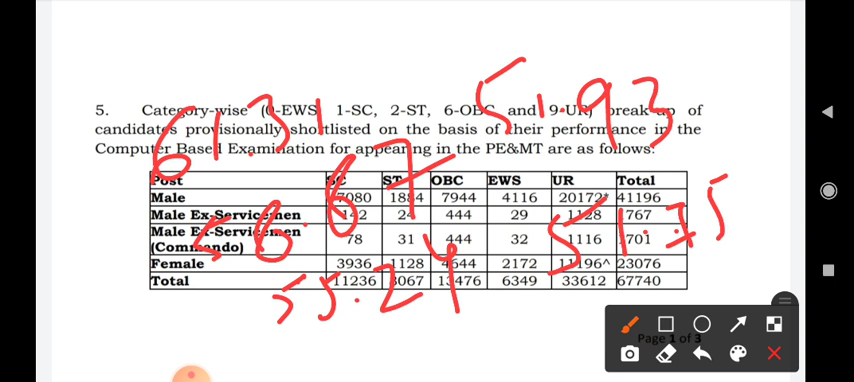 61.31 51.93
5. Category-wise (0-EWS, 1-SC, 2-ST, 6-OBC, and 9-UR) break up of
candidates provisionally shortlisted on the basis of their performance in the
Computer Based Examination for appearing in the PE&MT are as follows:
Post SC ST OBC EWS UR Total
Male 7080 1884 7944 4116 20172* 41196
Male Ex-Servicemen 142 24 444 29 1128 1767
Male Ex-Servicemen
(Commando) 78 31 444 32 1116 1701
Female 3936 1128 4644 2172 11196^ 23076
Total 11236 3067 13476 6349 33612 67740
51.75
55.24
Page 1 of 3